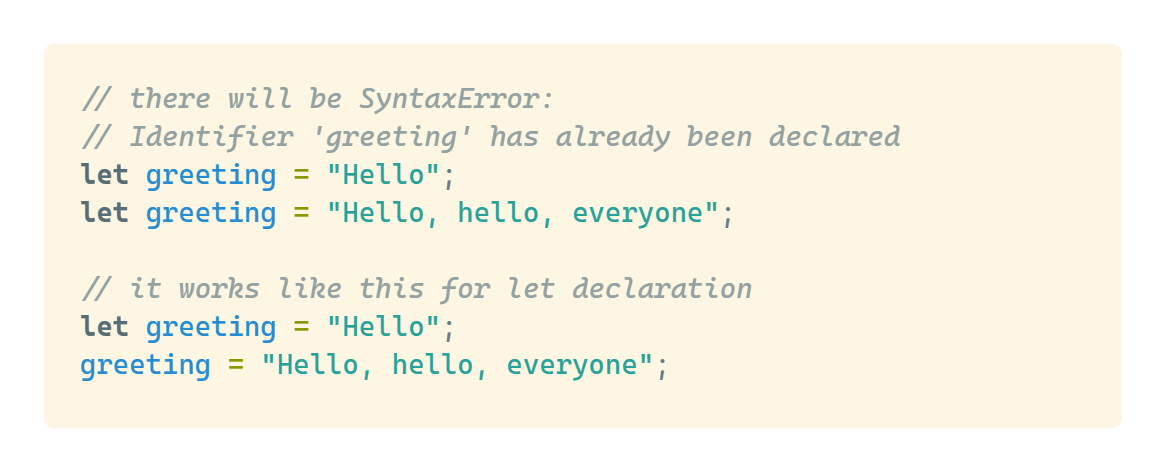 // there will be SyntaxError:
// Identifier 'greeting' has already been declared
let greeting = "Hello";
let greeting = "Hello, hello, everyone";
// it works like this for let declaration
let greeting = "Hello";
greeting = "Hello, hello, everyone";